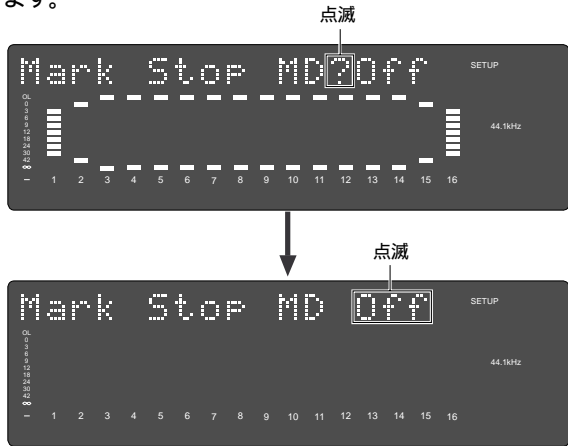 ます。
点滅
Mark Stop MD?Off
SETUP
OL
0
3
6
9
12
18
24
30
42
∞
44.1kHz
– 1 2 3 4 5 6 7 8 9 10 11 12 13 14 15 16
点滅
Mark Stop MD Off
SETUP
OL
0
3
6
9
12
18
24
30
42
∞
44.1kHz
– 1 2 3 4 5 6 7 8 9 10 11 12 13 14 15 16